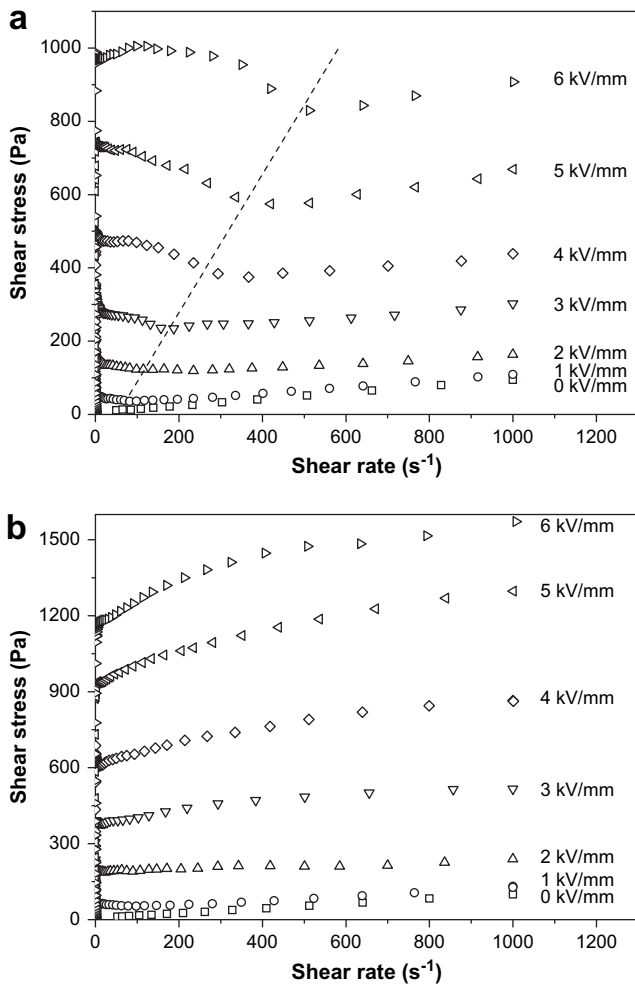 a
1000
800
600
400
200
0
Shear stress (Pa)
6 kV/mm
5 kV/mm
4 kV/mm
3 kV/mm
2 kV/mm
1 kV/mm
0 kV/mm
0 200 400 600 800 1000 1200
Shear rate (s⁻¹)
b
1500
1200
900
600
300
0
Shear stress (Pa)
6 kV/mm
5 kV/mm
4 kV/mm
3 kV/mm
2 kV/mm
1 kV/mm
0 kV/mm
0 200 400 600 800 1000 1200
Shear rate (s⁻¹)